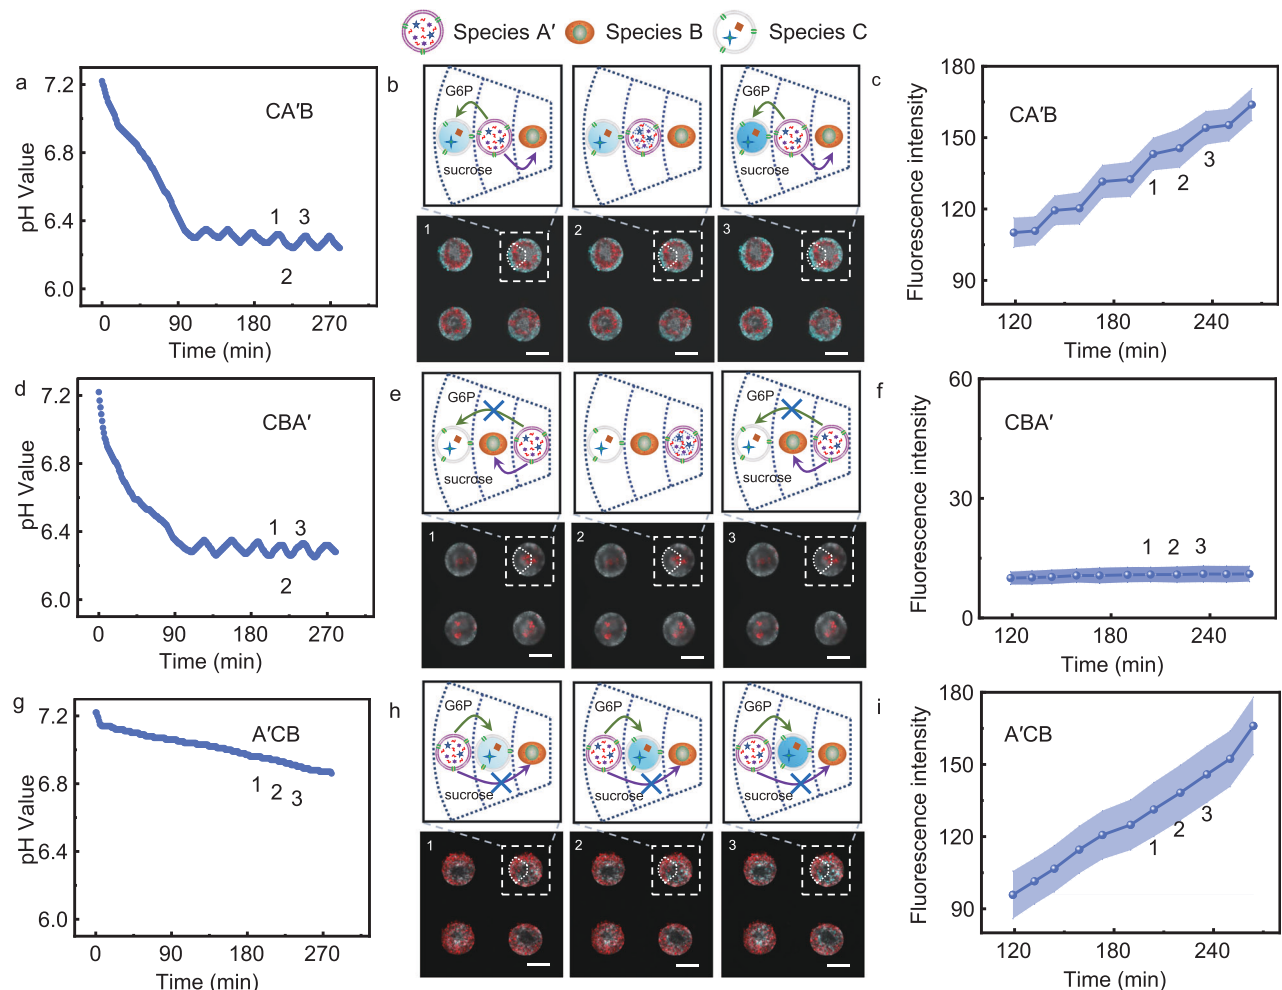 Species A′ Species B Species C
a
pH Value
7.2
6.8
6.4
6.0
CA′B
1 3
2
0 90 180 270
Time (min)
b
G6P
sucrose
G6P
sucrose
1 2 3
c
Fluorescence intensity
180
150
120
90
CA′B
1 2 3
120 180 240
Time (min)
d
pH Value
7.2
6.8
6.4
6.0
CBA′
1 3
2
0 90 180 270
Time (min)
e
G6P
sucrose
G6P
sucrose
1 2 3
f
Fluorescence intensity
60
30
0
CBA′
1 2 3
120 180 240
Time (min)
g
pH Value
7.2
6.8
6.4
6.0
A′CB
1 2 3
0 90 180 270
Time (min)
h
G6P
sucrose
G6P
sucrose
G6P
sucrose
1 2 3
i
Fluorescence intensity
180
150
120
90
A′CB
1 2 3
120 180 240
Time (min)